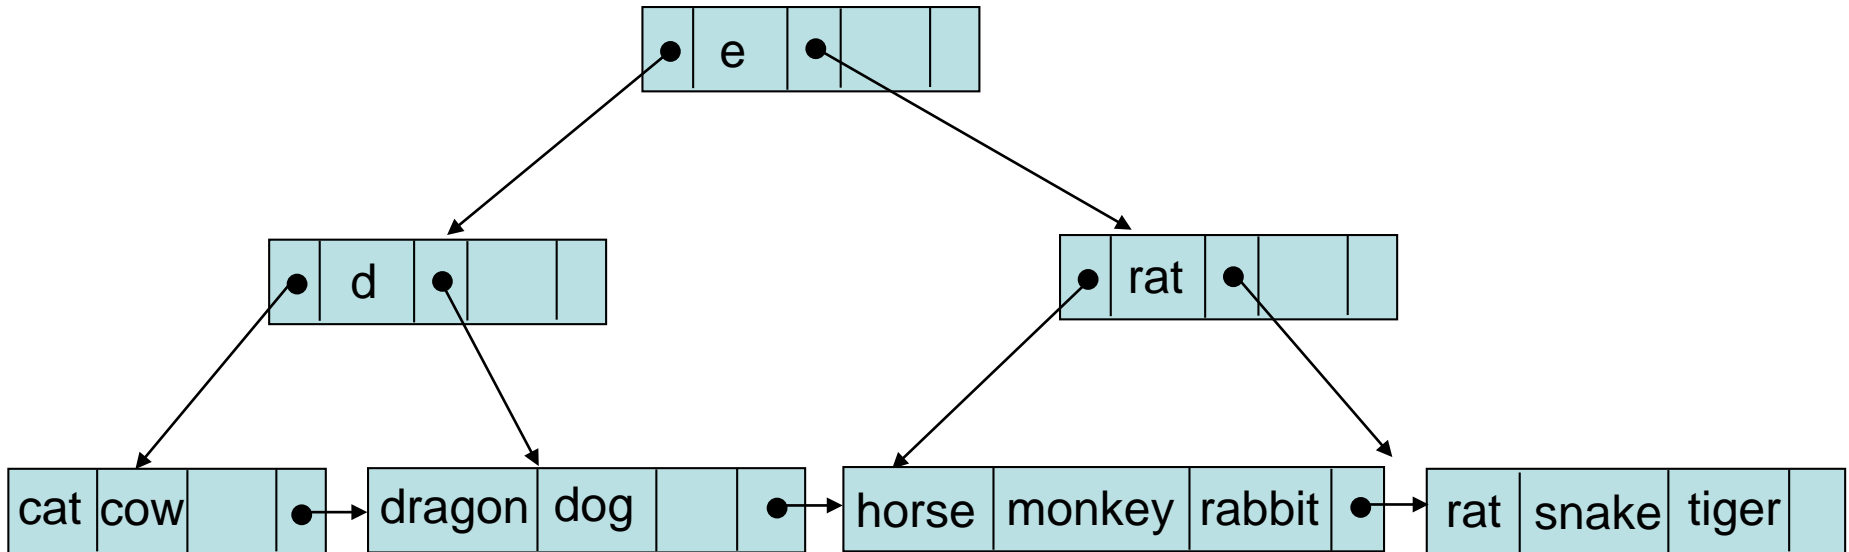 e
d rat
cat cow dragon dog horse monkey rabbit rat snake tiger